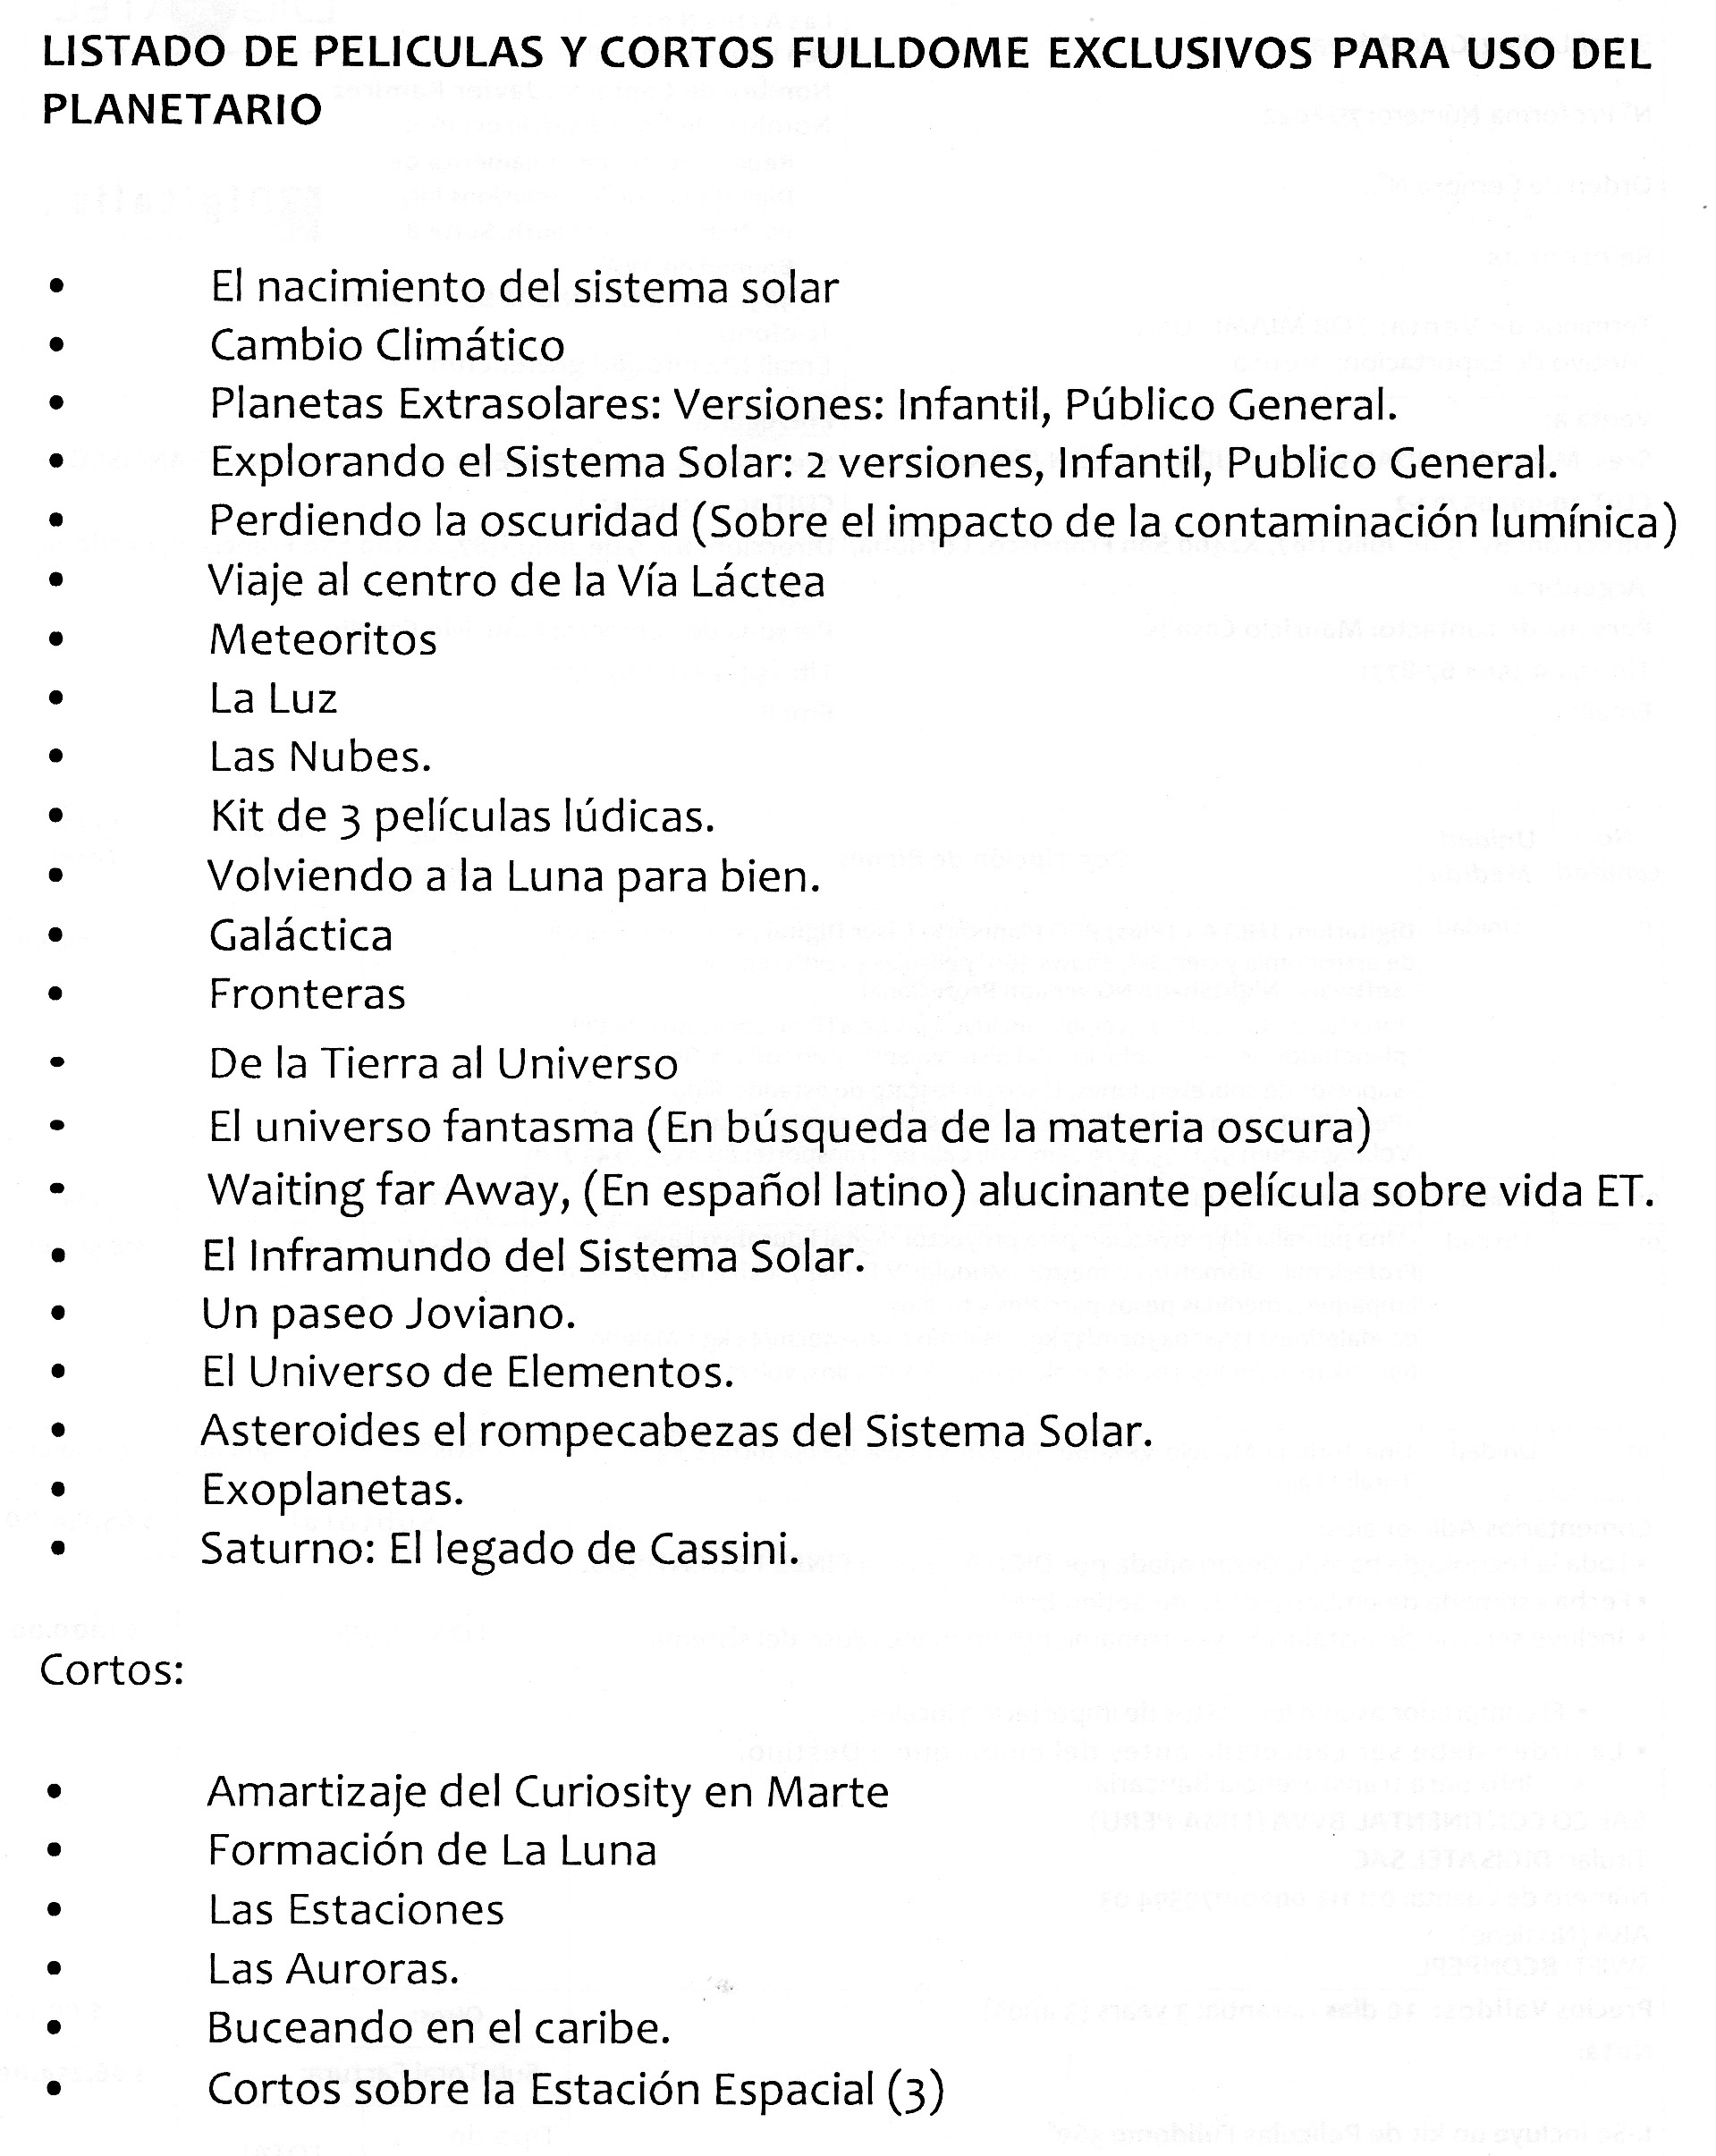 LISTADO DE PELICULAS Y CORTOS FULLDOME EXCLUSIVOS PARA USO DEL
PLANETARIO
• El nacimiento del sistema solar
• Cambio Climático
• Planetas Extrasolares: Versiones: Infantil, Público General.
• Explorando el Sistema Solar: 2 versiones, Infantil, Publico General.
• Perdiendo la oscuridad (Sobre el impacto de la contaminación lumínica)
• Viaje al centro de la Vía Láctea
• Meteoritos
• La Luz
• Las Nubes.
• Kit de 3 películas lúdicas.
• Volviendo a la Luna para bien.
• Galáctica
• Fronteras
- De la Tierra al Universo
- El universo fantasma (En búsqueda de la materia oscura)
- Waiting far Away, (En español latino) alucinante película sobre vida ET.
• El Inframundo del Sistema Solar.
• Un paseo Joviano.
• El Universo de Elementos.
• Asteroides el rompecabezas del Sistema Solar.
• Exoplanetas.
• Saturno: El legado de Cassini.
Cortos:
• Amartizaje del Curiosity en Marte
• Formación de La Luna
• Las Estaciones
• Las Auroras.
• Buceando en el caribe.
• Cortos sobre la Estación Espacial (3)